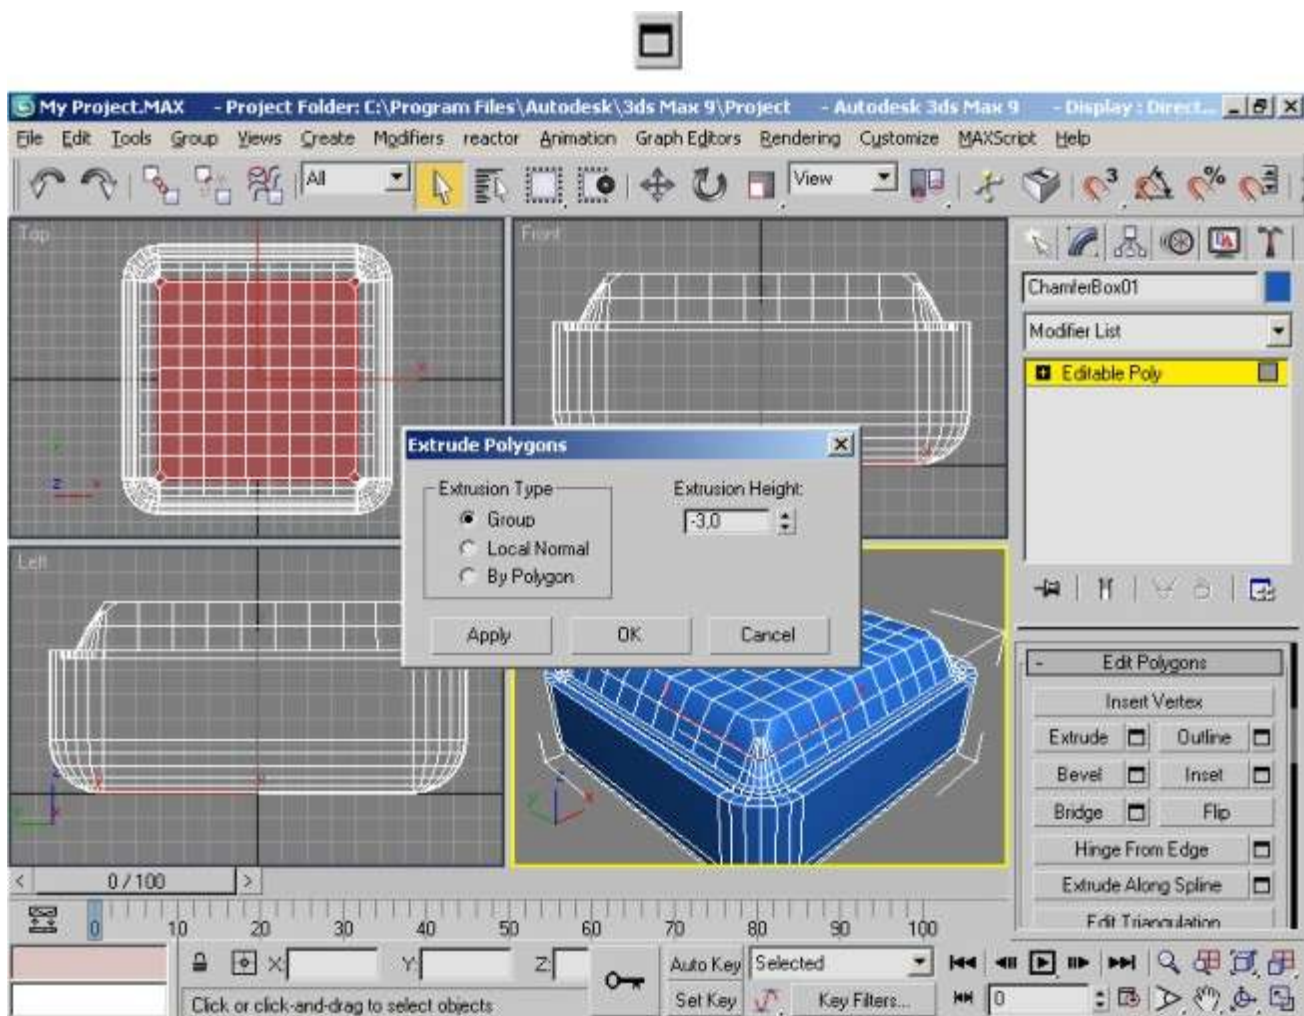 My Project.MAX - Project Folder: C:\Program Files\Autodesk\3ds Max 9\Project - Autodesk 3ds Max 9 - Display : Direct...
File Edit Tools Group Views Create Modifiers reactor Animation Graph Editors Rendering Customize MAXScript Help
All View 3 %
Top Front
ChamferBox01
Modifier List
Editable Poly
Extrude Polygons
Extrusion Type Extrusion Height:
Group -3,0
Local Normal
By Polygon
Apply OK Cancel
Left
- Edit Polygons
Insert Vertex
Extrude Outline
Bevel Inset
Bridge Flip
Hinge From Edge
Extrude Along Spline
Edit Triangulation
< 0 / 100 >
0 10 20 30 40 50 60 70 80 90 100
X: Y: Z: Auto Key Selected
Click or click-and-drag to select objects Set Key Key Filters... 0